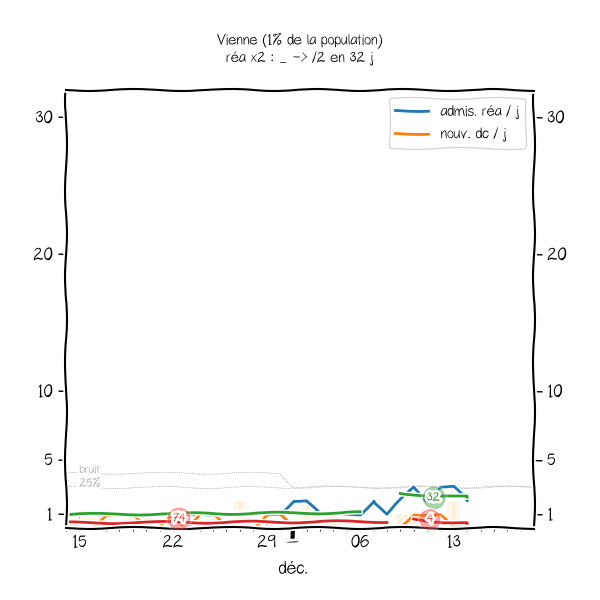 Vienne (1% de la population)
réa x2 : _ -> /2 en 32 j
admis. réa / j
nouv. dc / j
30 30
20 20
10 10
5 5
bruit
25%
32
74 4
1 1
15 22 29 06 13
déc.